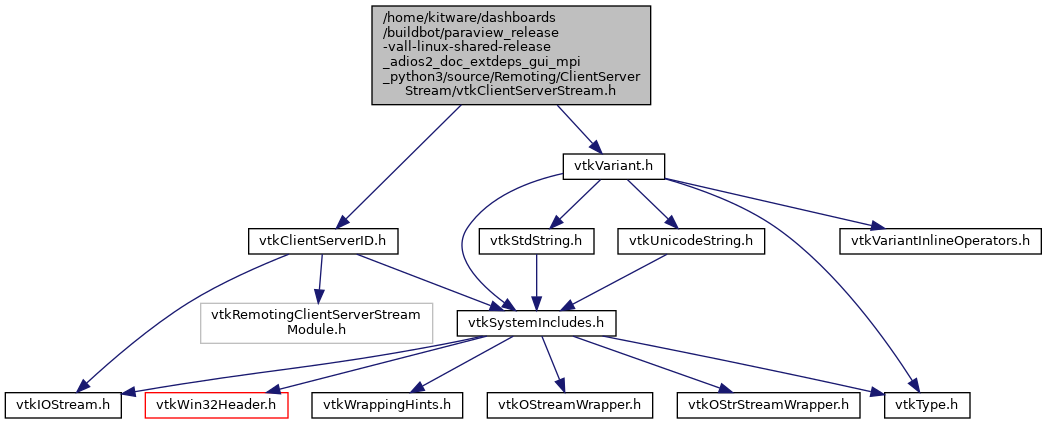 /home/kitware/dashboards
/buildbot/paraview_release
-vall-linux-shared-release
_adios2_doc_extdeps_gui_mpi
_python3/source/Remoting/ClientServer
Stream/vtkClientServerStream.h
vtkVariant.h
vtkClientServerID.h
vtkStdString.h
vtkUnicodeString.h
vtkVariantInlineOperators.h
vtkRemotingClientServerStream
Module.h
vtkSystemIncludes.h
vtkIOStream.h
vtkWin32Header.h
vtkWrappingHints.h
vtkOStreamWrapper.h
vtkOStrStreamWrapper.h
vtkType.h